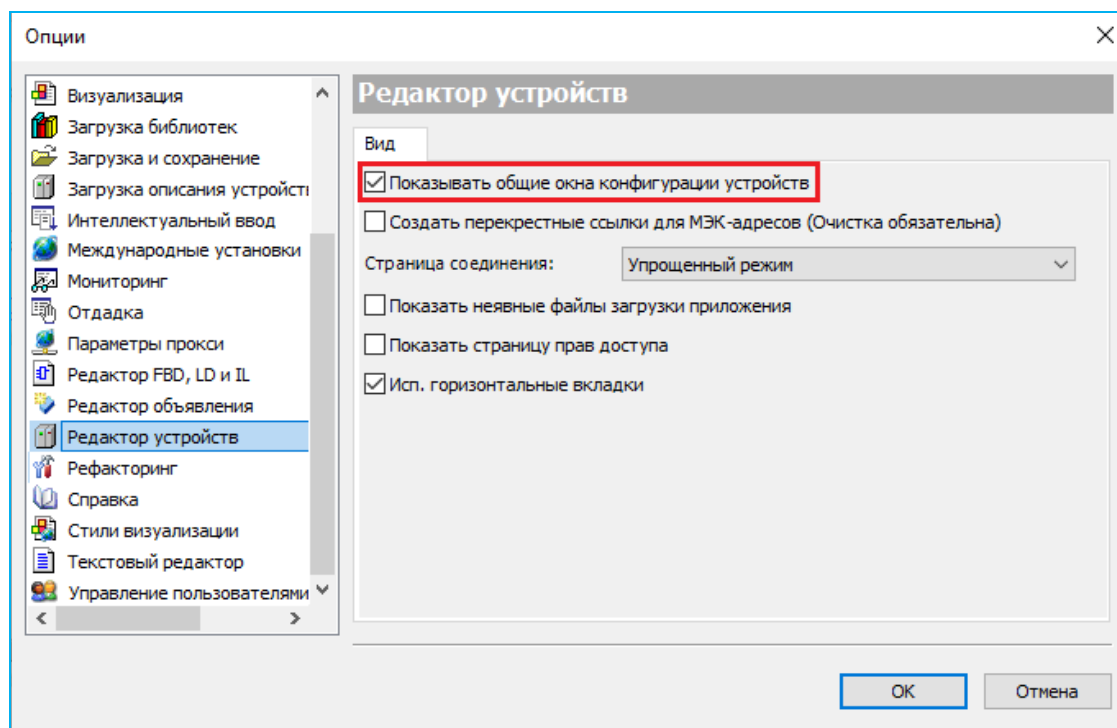 Опции
Визуализация
Загрузка библиотек
Загрузка и сохранение
Загрузка описания устройств
Интеллектуальный ввод
Международные установки
Мониторинг
Отдадка
Параметры прокси
Редактор FBD, LD и IL
Редактор объявления
Редактор устройств
Рефакторинг
Справка
Стили визуализации
Текстовый редактор
Управление пользователями
Редактор устройств
Вид
Показывать общие окна конфигурации устройств
Создать перекрестные ссылки для МЭК-адресов (Очистка обязательна)
Страница соединения: Упрощенный режим
Показать неявные файлы загрузки приложения
Показать страницу прав доступа
Исп. горизонтальные вкладки
OK Отмена